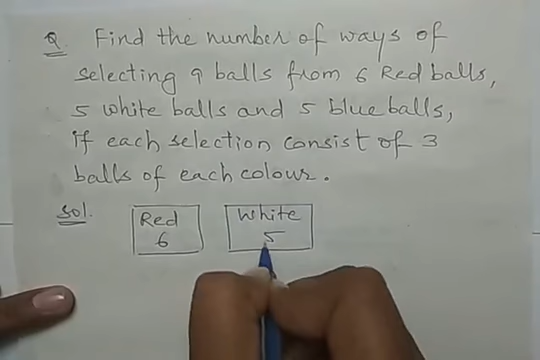 Q. Find the number of ways of
selecting 9 balls from 6 Red balls,
5 white balls and 5 blue balls,
if each selection consist of 3
balls of each colour.
Sol. Red White
6 5